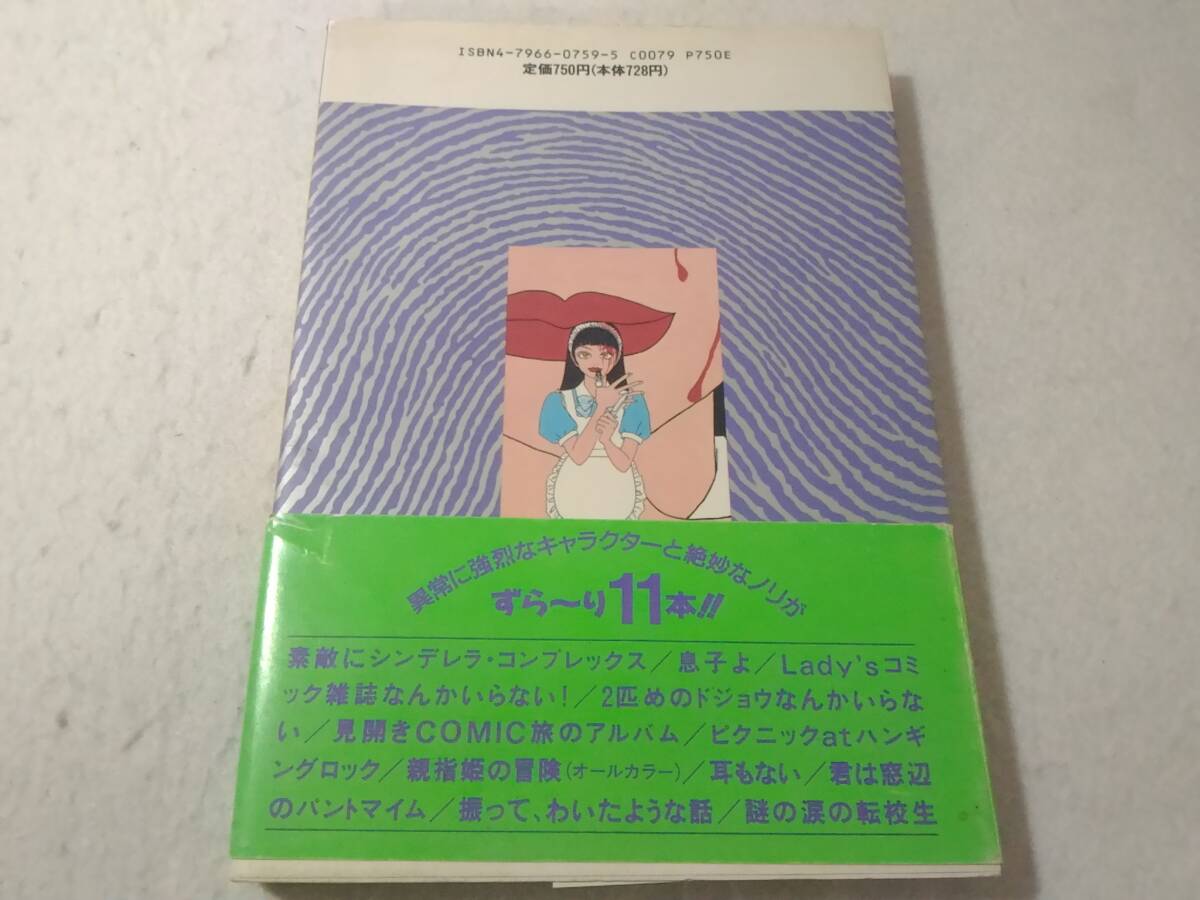 ISBN4-7966-0759-5 C0079 P750E
定価750円(本体728円)
異常に強烈なキャラクターと絶妙なノリが
ずら〜り11本!!
素敵にシンデレラ・コンプレックス/息子よ/Lady'sコミ
ック雑誌なんかいらない!/2匹めのドジョウなんかいらな
い/見開きCOMIC旅のアルバム/ピクニックatハンギ
ングロック/親指姫の冒険(オールカラー)/耳もない/君は窓辺
のパントマイム/振って、わいたような話/謎の涙の転校生